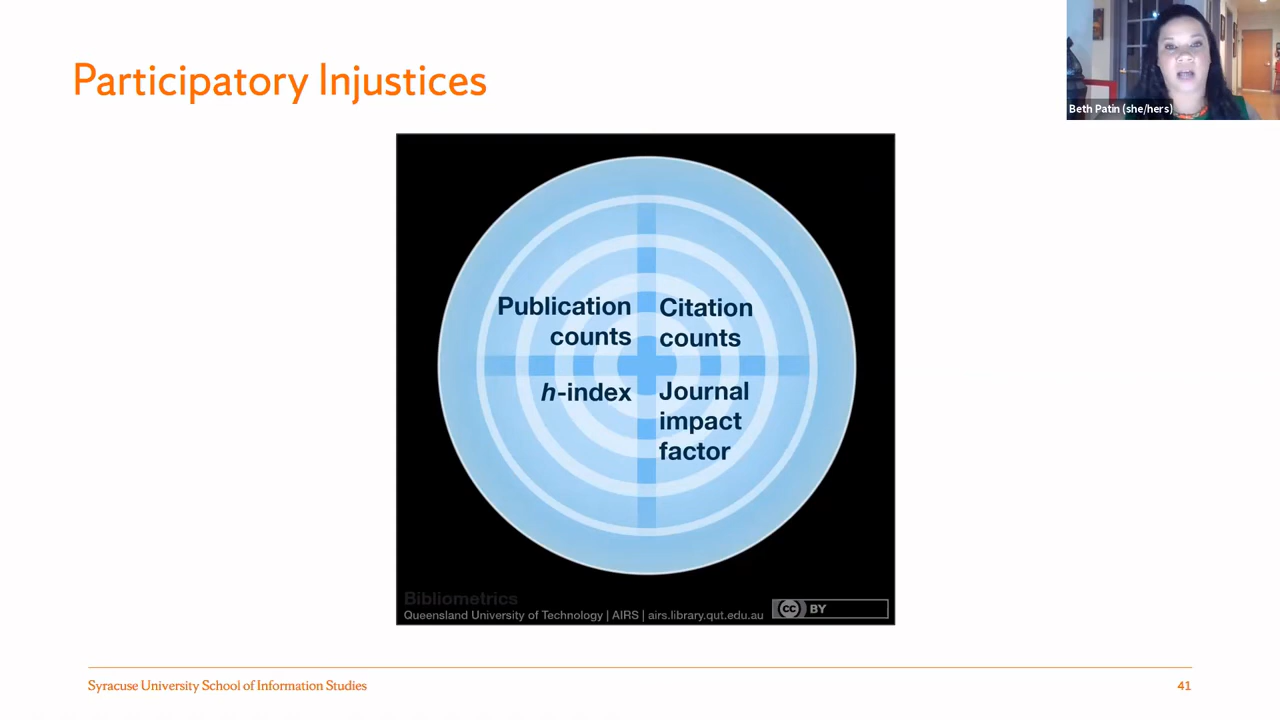 Participatory Injustices
Beth Patin (she/hers)
Publication
counts
Citation
counts
h-index
Journal
impact
factor
Bibliometrics
Queensland University of Technology | AIRS | airs.library.qut.edu.au
cc BY
Syracuse University School of Information Studies
41